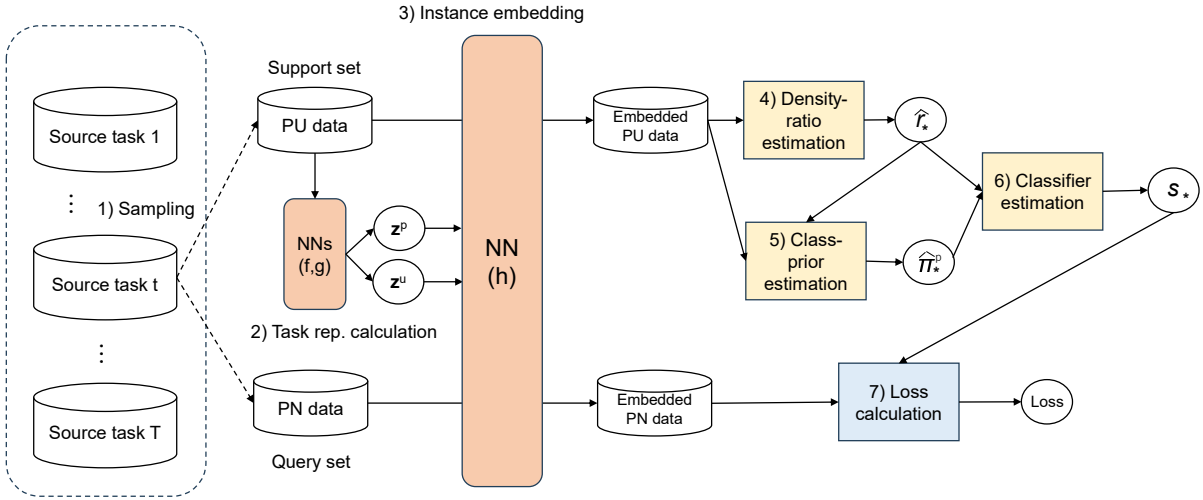 3) Instance embedding
Support set
PU data
Embedded
PU data
4) Density-
ratio
estimation
r̂*
Source task 1
⋮
1) Sampling
6) Classifier
estimation
s*
NNs
(f,g)
zᵖ
zᵘ
NN
(h)
5) Class-
prior
estimation
π̂*ᵖ
Source task t
2) Task rep. calculation
⋮
PN data
Embedded
PN data
7) Loss
calculation
Loss
Source task T
Query set